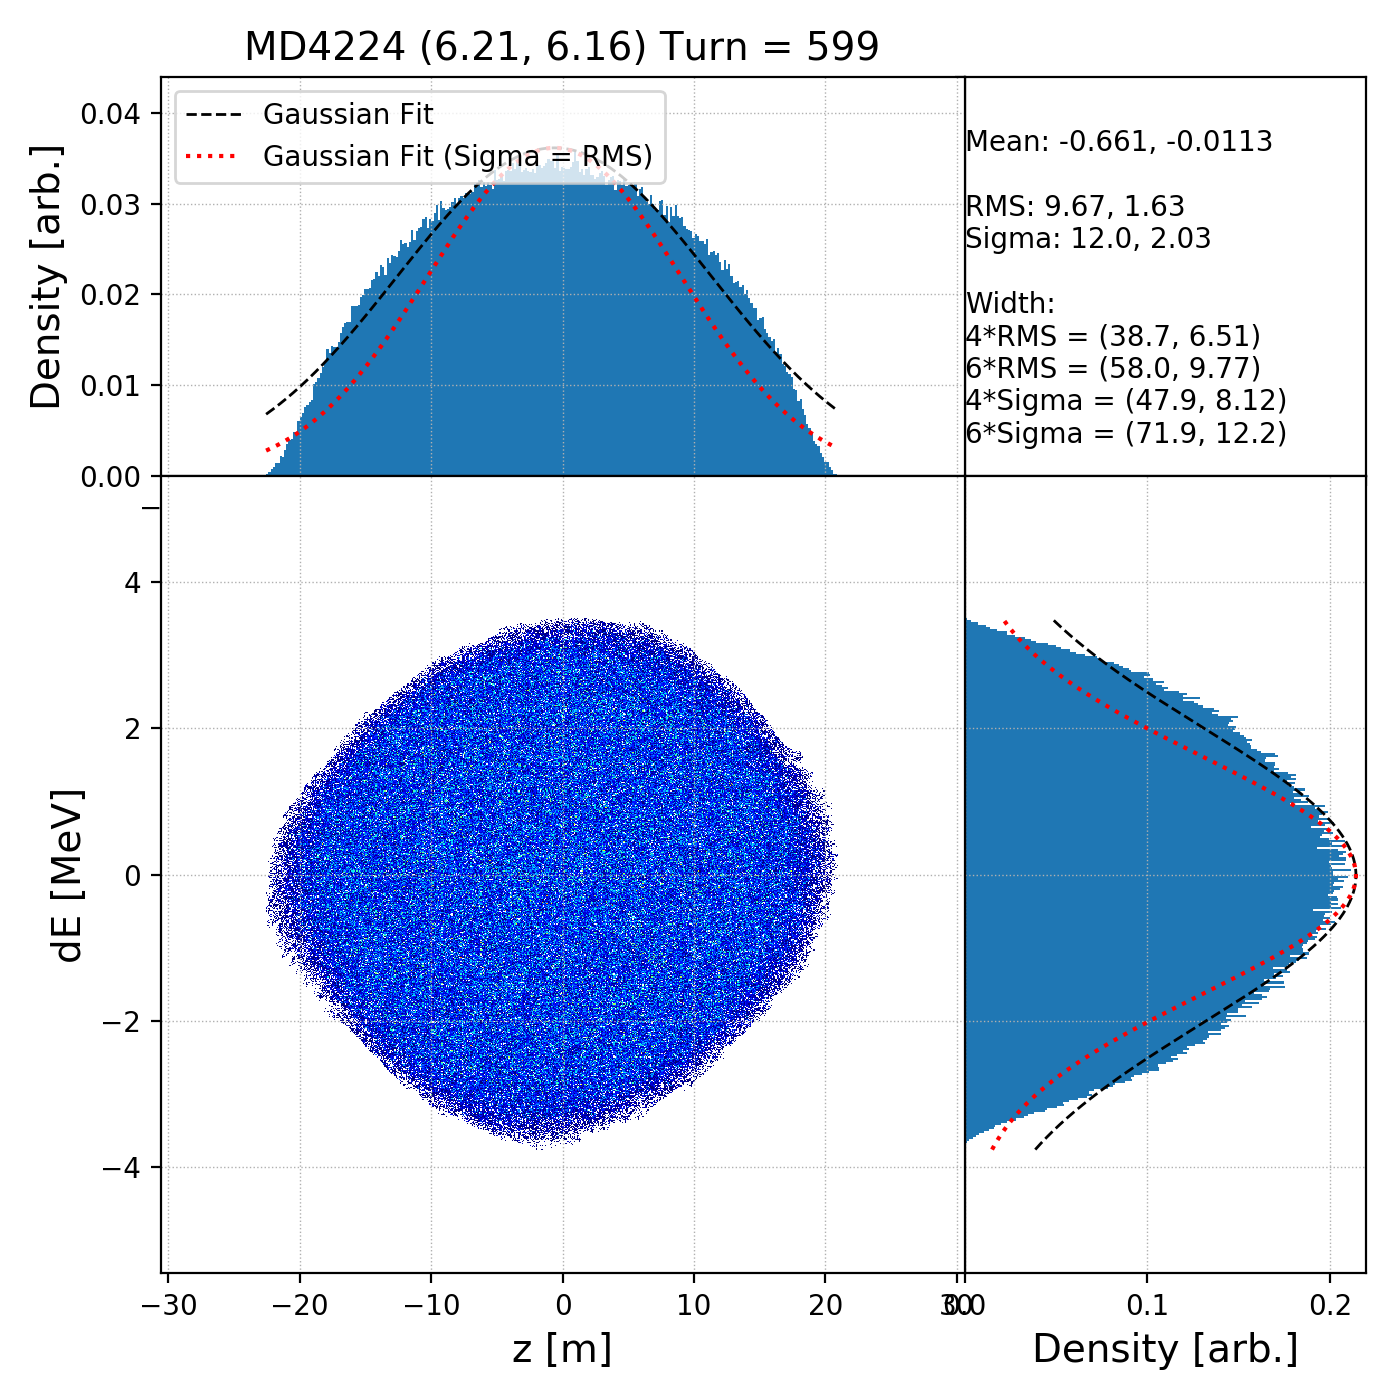 MD4224 (6.21, 6.16) Turn = 599
Gaussian Fit
Gaussian Fit (Sigma = RMS)
Density [arb.]
0.04
0.03
0.02
0.01
0.00
Mean: -0.661, -0.0113
RMS: 9.67, 1.63
Sigma: 12.0, 2.03
Width:
4*RMS = (38.7, 6.51)
6*RMS = (58.0, 9.77)
4*Sigma = (47.9, 8.12)
6*Sigma = (71.9, 12.2)
dE [MeV]
4
2
0
−2
−4
−30 −20 −10 0 10 20 30
z [m]
0.0 0.1 0.2
Density [arb.]